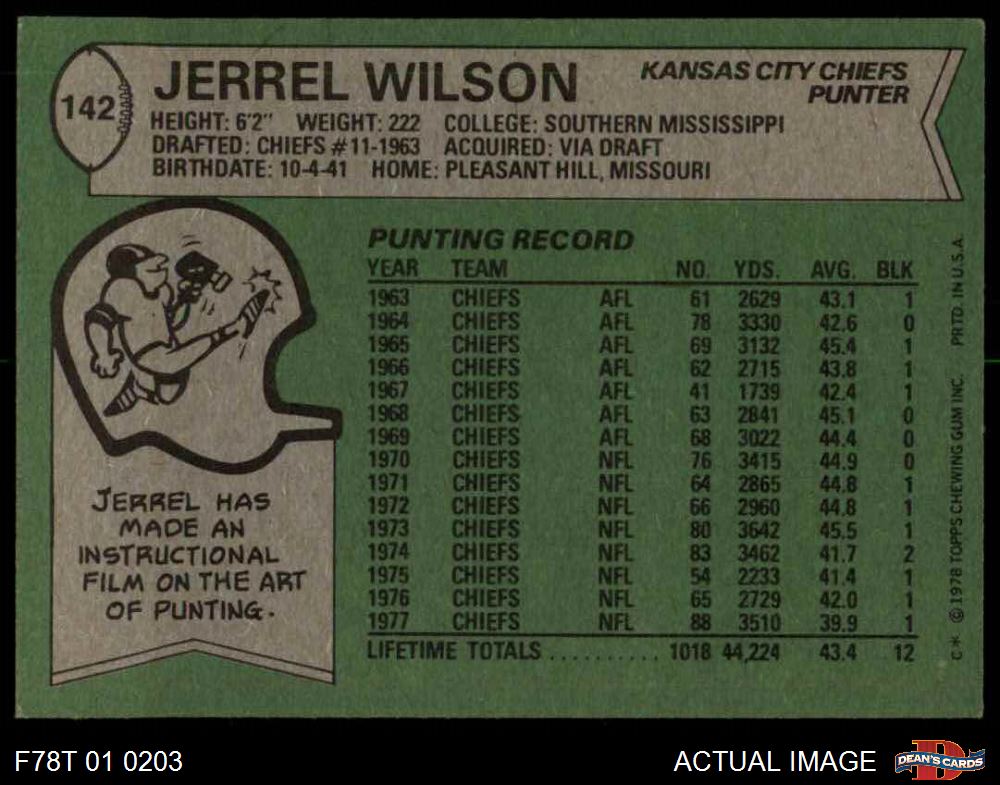 142
JERREL WILSON
KANSAS CITY CHIEFS
PUNTER
HEIGHT: 6'2" WEIGHT: 222 COLLEGE: SOUTHERN MISSISSIPPI
DRAFTED: CHIEFS #11-1963 ACQUIRED: VIA DRAFT
BIRTHDATE: 10-4-41 HOME: PLEASANT HILL, MISSOURI
PUNTING RECORD
YEAR TEAM NO. YDS. AVG. BLK
1963 CHIEFS AFL 61 2629 43.1 1
1964 CHIEFS AFL 78 3330 42.6 0
1965 CHIEFS AFL 69 3132 45.4 1
1966 CHIEFS AFL 62 2715 43.8 1
1967 CHIEFS AFL 41 1739 42.4 1
1968 CHIEFS AFL 63 2841 45.1 0
1969 CHIEFS AFL 68 3022 44.4 0
1970 CHIEFS NFL 76 3415 44.9 0
1971 CHIEFS NFL 64 2865 44.8 1
1972 CHIEFS NFL 66 2960 44.8 1
1973 CHIEFS NFL 80 3642 45.5 1
1974 CHIEFS NFL 83 3462 41.7 2
1975 CHIEFS NFL 54 2233 41.4 1
1976 CHIEFS NFL 65 2729 42.0 1
1977 CHIEFS NFL 88 3510 39.9 1
LIFETIME TOTALS .......... 1018 44,224 43.4 12
JERREL HAS
MADE AN
INSTRUCTIONAL
FILM ON THE ART
OF PUNTING.
C* © 1978 TOPPS CHEWING GUM INC. PRTD. IN U.S.A.
F78T 01 0203
ACTUAL IMAGE
DEAN'S CARDS